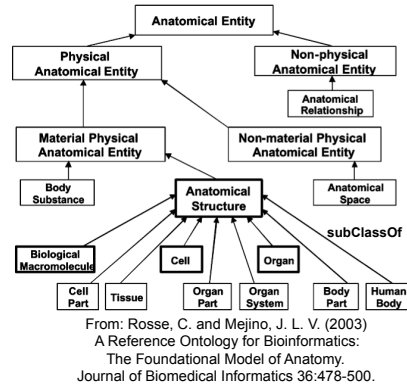 Anatomical Entity
Physical
Anatomical Entity
Non-physical
Anatomical Entity
Anatomical
Relationship
Material Physical
Anatomical Entity
Non-material Physical
Anatomical Entity
Body
Substance
Anatomical
Structure
Anatomical
Space
subClassOf
Biological
Macromolecule
Cell
Organ
Cell
Part
Tissue
Organ
Part
Organ
System
Body
Part
Human
Body
From: Rosse, C. and Mejino, J. L. V. (2003)
A Reference Ontology for Bioinformatics:
The Foundational Model of Anatomy.
Journal of Biomedical Informatics 36:478-500.